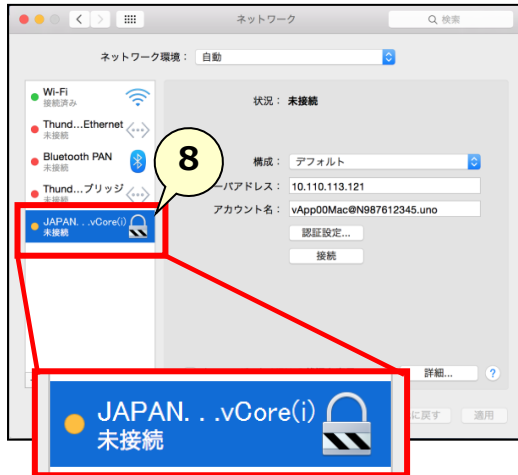 ネットワーク
検索
ネットワーク環境：
自動
Wi-Fi
接続済み
Thund...Ethernet
未接続
Bluetooth PAN
未接続
Thund...ブリッジ
未接続
JAPAN. . .vCore(i)
未接続
8
状況：
未接続
構成：
デフォルト
ーバアドレス：
10.110.113.121
アカウント名：
vApp00Mac@N987612345.uno
認証設定...
接続
詳細...
?
に戻す
適用
JAPAN. . .vCore(i)
未接続